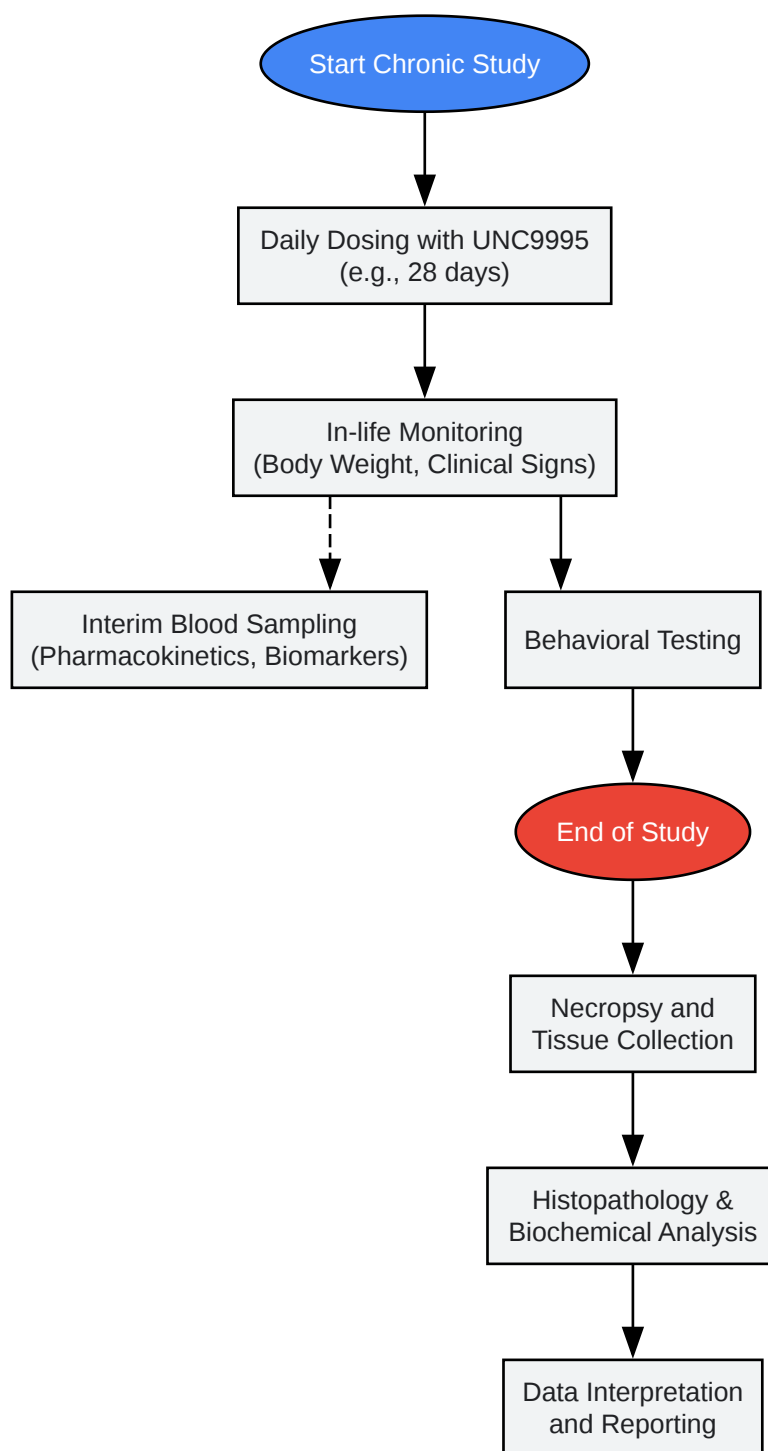 Start Chronic Study
Daily Dosing with UNC9995
(e.g., 28 days)
In-life Monitoring
(Body Weight, Clinical Signs)
Interim Blood Sampling
(Pharmacokinetics, Biomarkers)
Behavioral Testing
End of Study
Necropsy and
Tissue Collection
Histopathology &
Biochemical Analysis
Data Interpretation
and Reporting